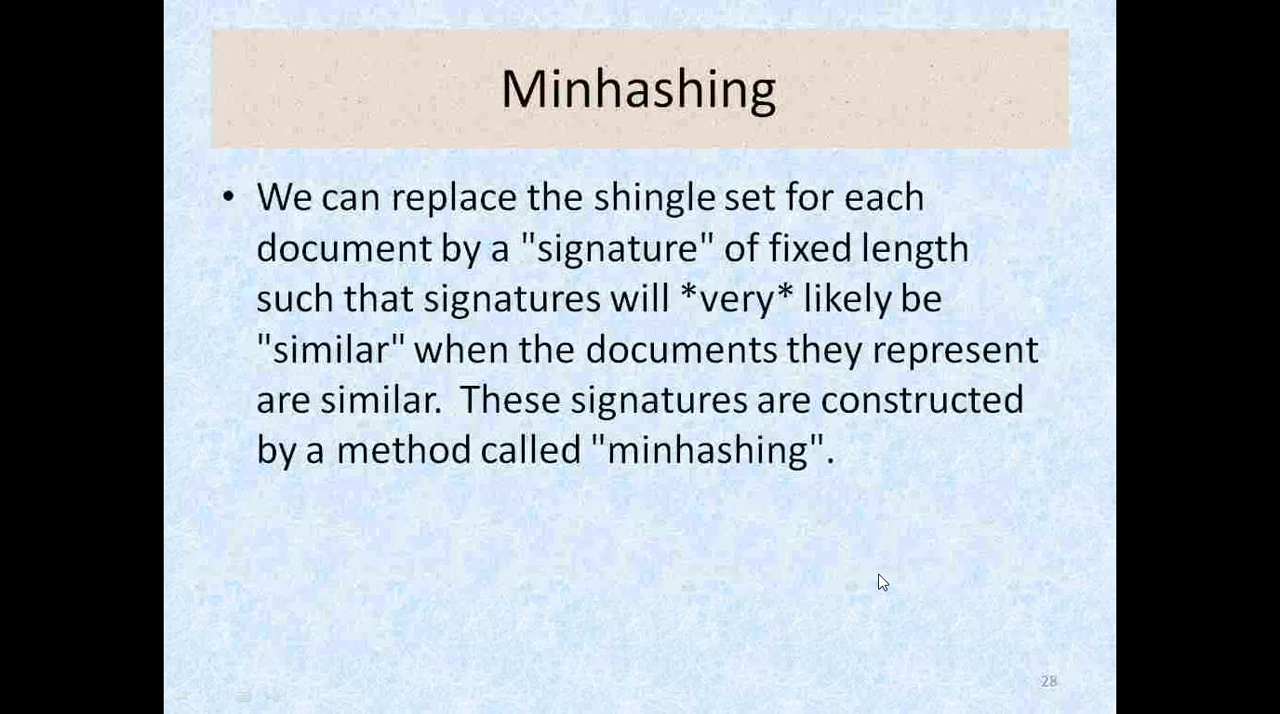 Minhashing
• We can replace the shingle set for each
document by a "signature" of fixed length
such that signatures will *very* likely be
"similar" when the documents they represent
are similar.  These signatures are constructed
by a method called "minhashing".
28